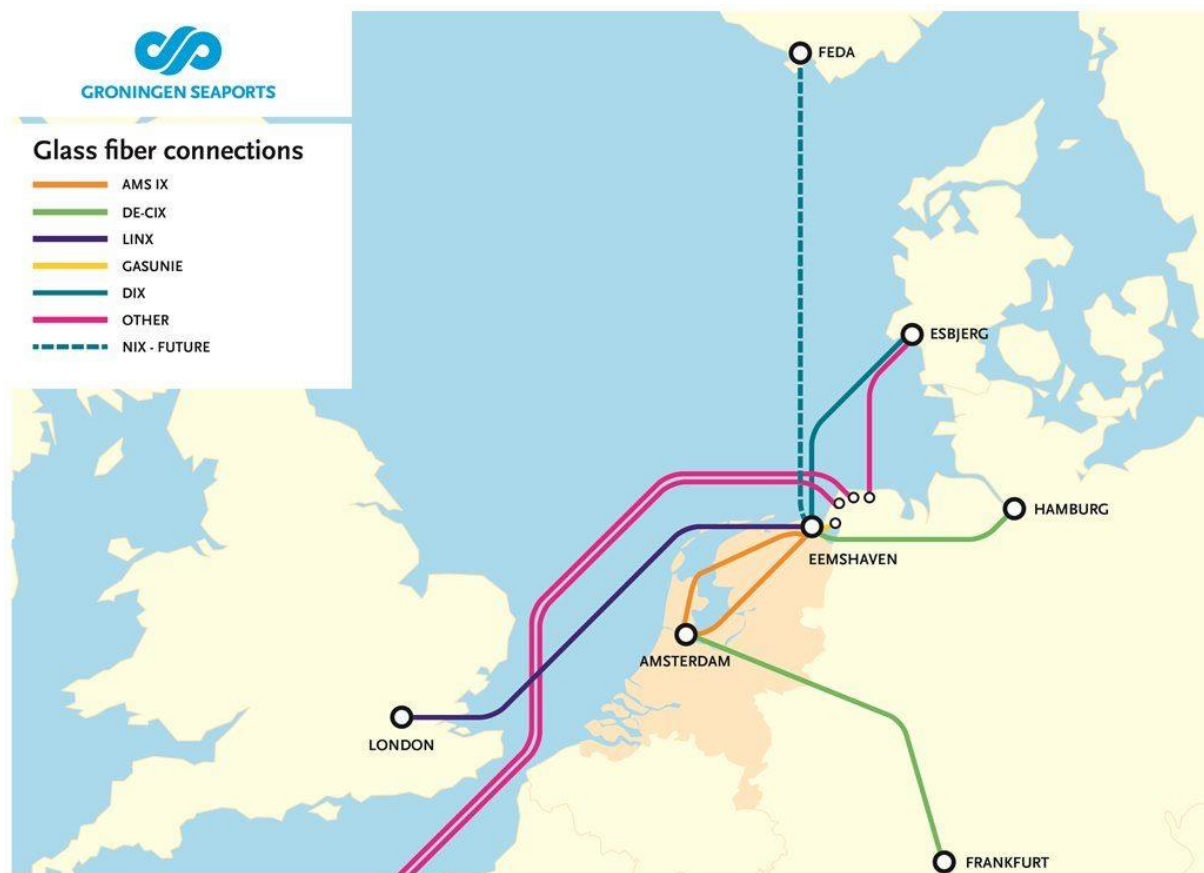 GRONINGEN SEAPORTS
Glass fiber connections
AMS IX
DE-CIX
LINX
GASUNIE
DIX
OTHER
NIX - FUTURE
FEDA
ESBJERG
HAMBURG
EEMSHAVEN
AMSTERDAM
LONDON
FRANKFURT